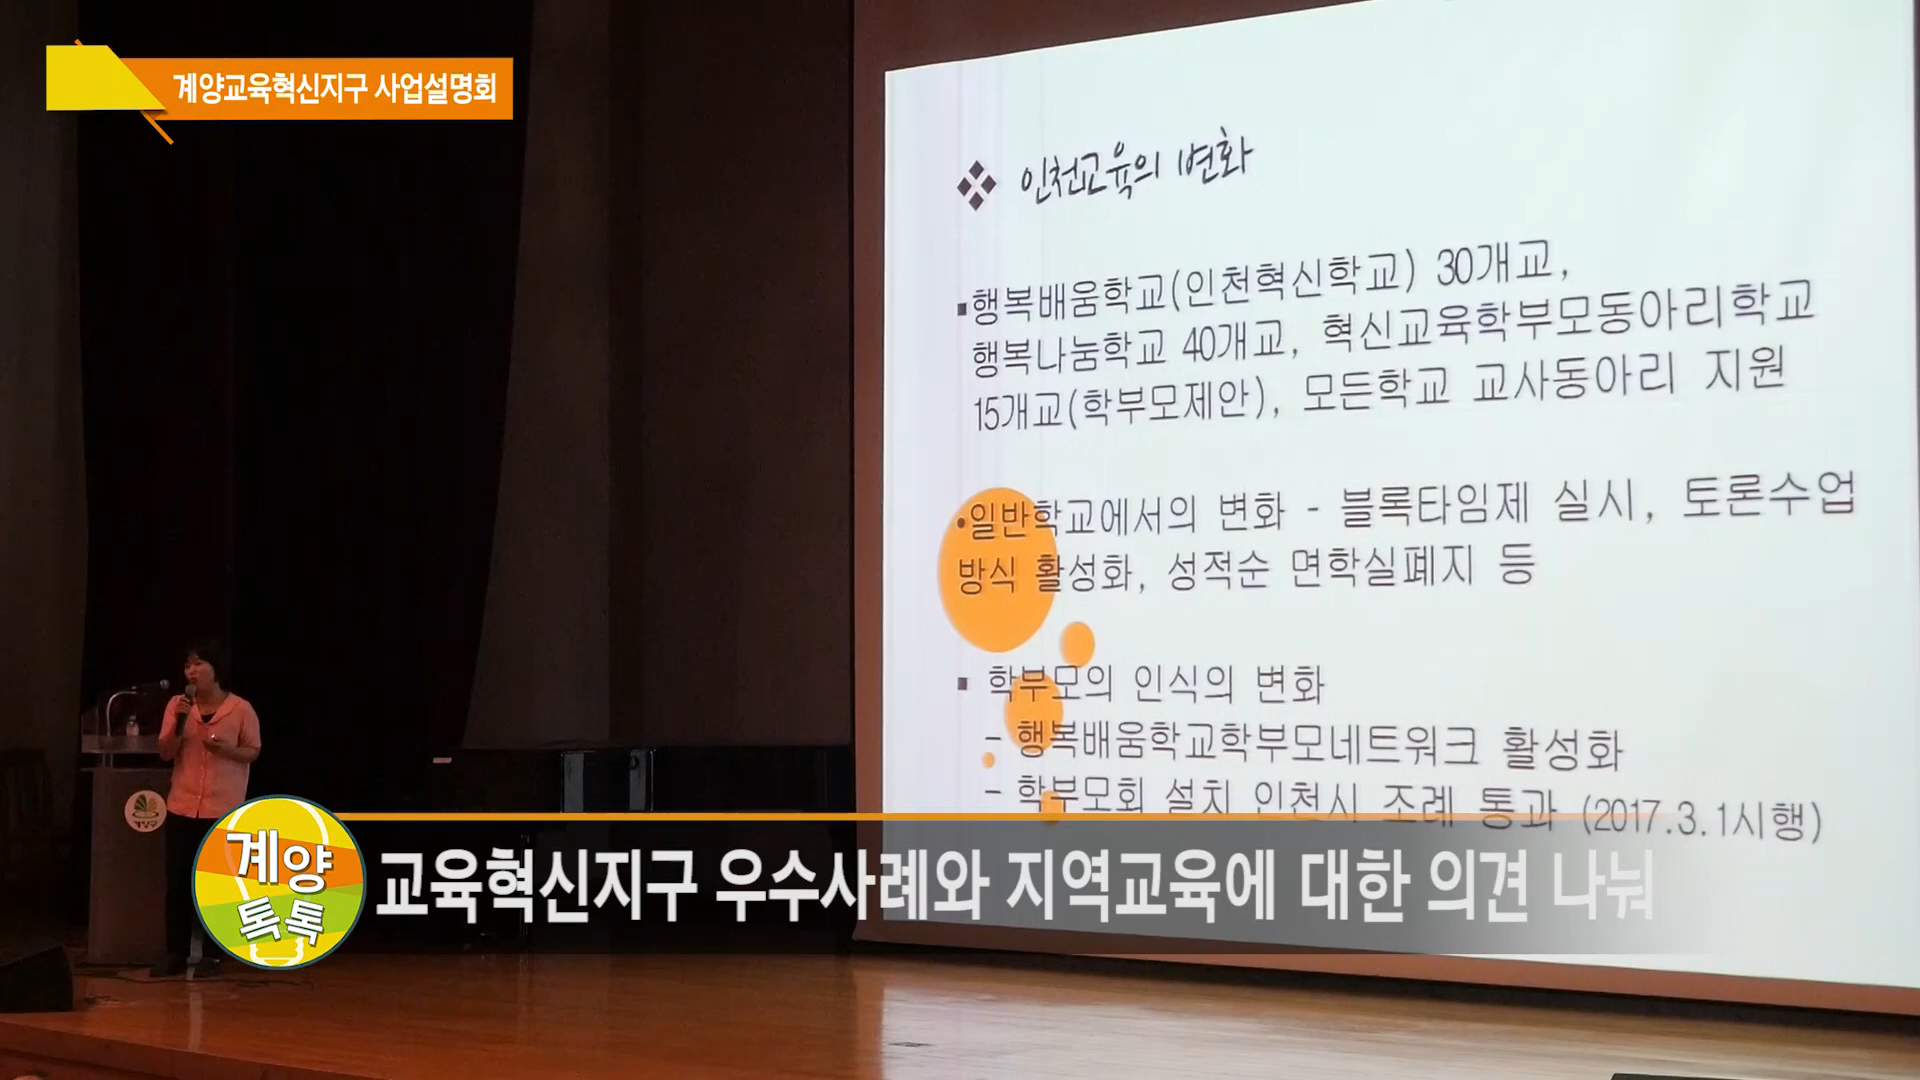 계양교육혁신지구 사업설명회
인천교육의 변화
▪행복배움학교(인천혁신학교) 30개교,
행복나눔학교 40개교, 혁신교육학부모동아리학교
15개교(학부모제안), 모든학교 교사동아리 지원
•일반학교에서의 변화 - 블록타임제 실시, 토론수업
방식 활성화, 성적순 면학실폐지 등
▪ 학부모의 인식의 변화
- 행복배움학교학부모네트워크 활성화
- 학부모회 설치 인천시 조례 통과 (2017.3.1시행)
계양구
계양
톡톡
교육혁신지구 우수사례와 지역교육에 대한 의견 나눠